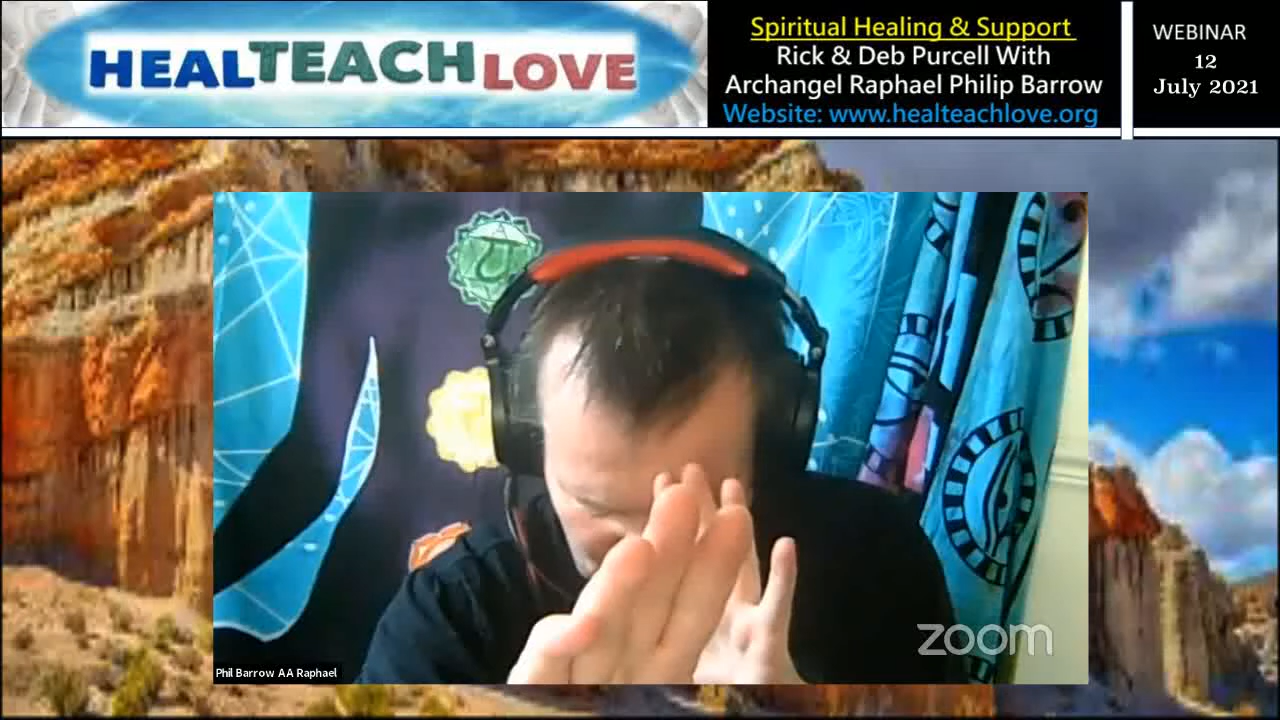 HEALTEACHLOVE
Spiritual Healing & Support
Rick & Deb Purcell With
Archangel Raphael Philip Barrow
Website: www.healteachlove.org
WEBINAR
12
July 2021
Phil Barrow AA Raphael
zoom